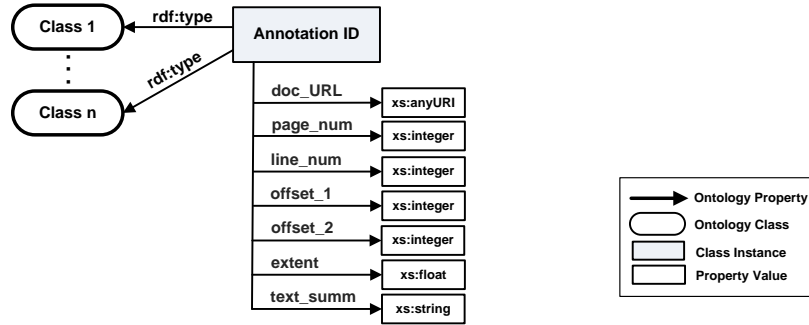 Class 1
rdf:type
Annotation ID
rdf:type
Class n
doc_URL
xs:anyURI
page_num
xs:integer
line_num
xs:integer
offset_1
xs:integer
offset_2
xs:integer
extent
xs:float
text_summ
xs:string
Ontology Property
Ontology Class
Class Instance
Property Value